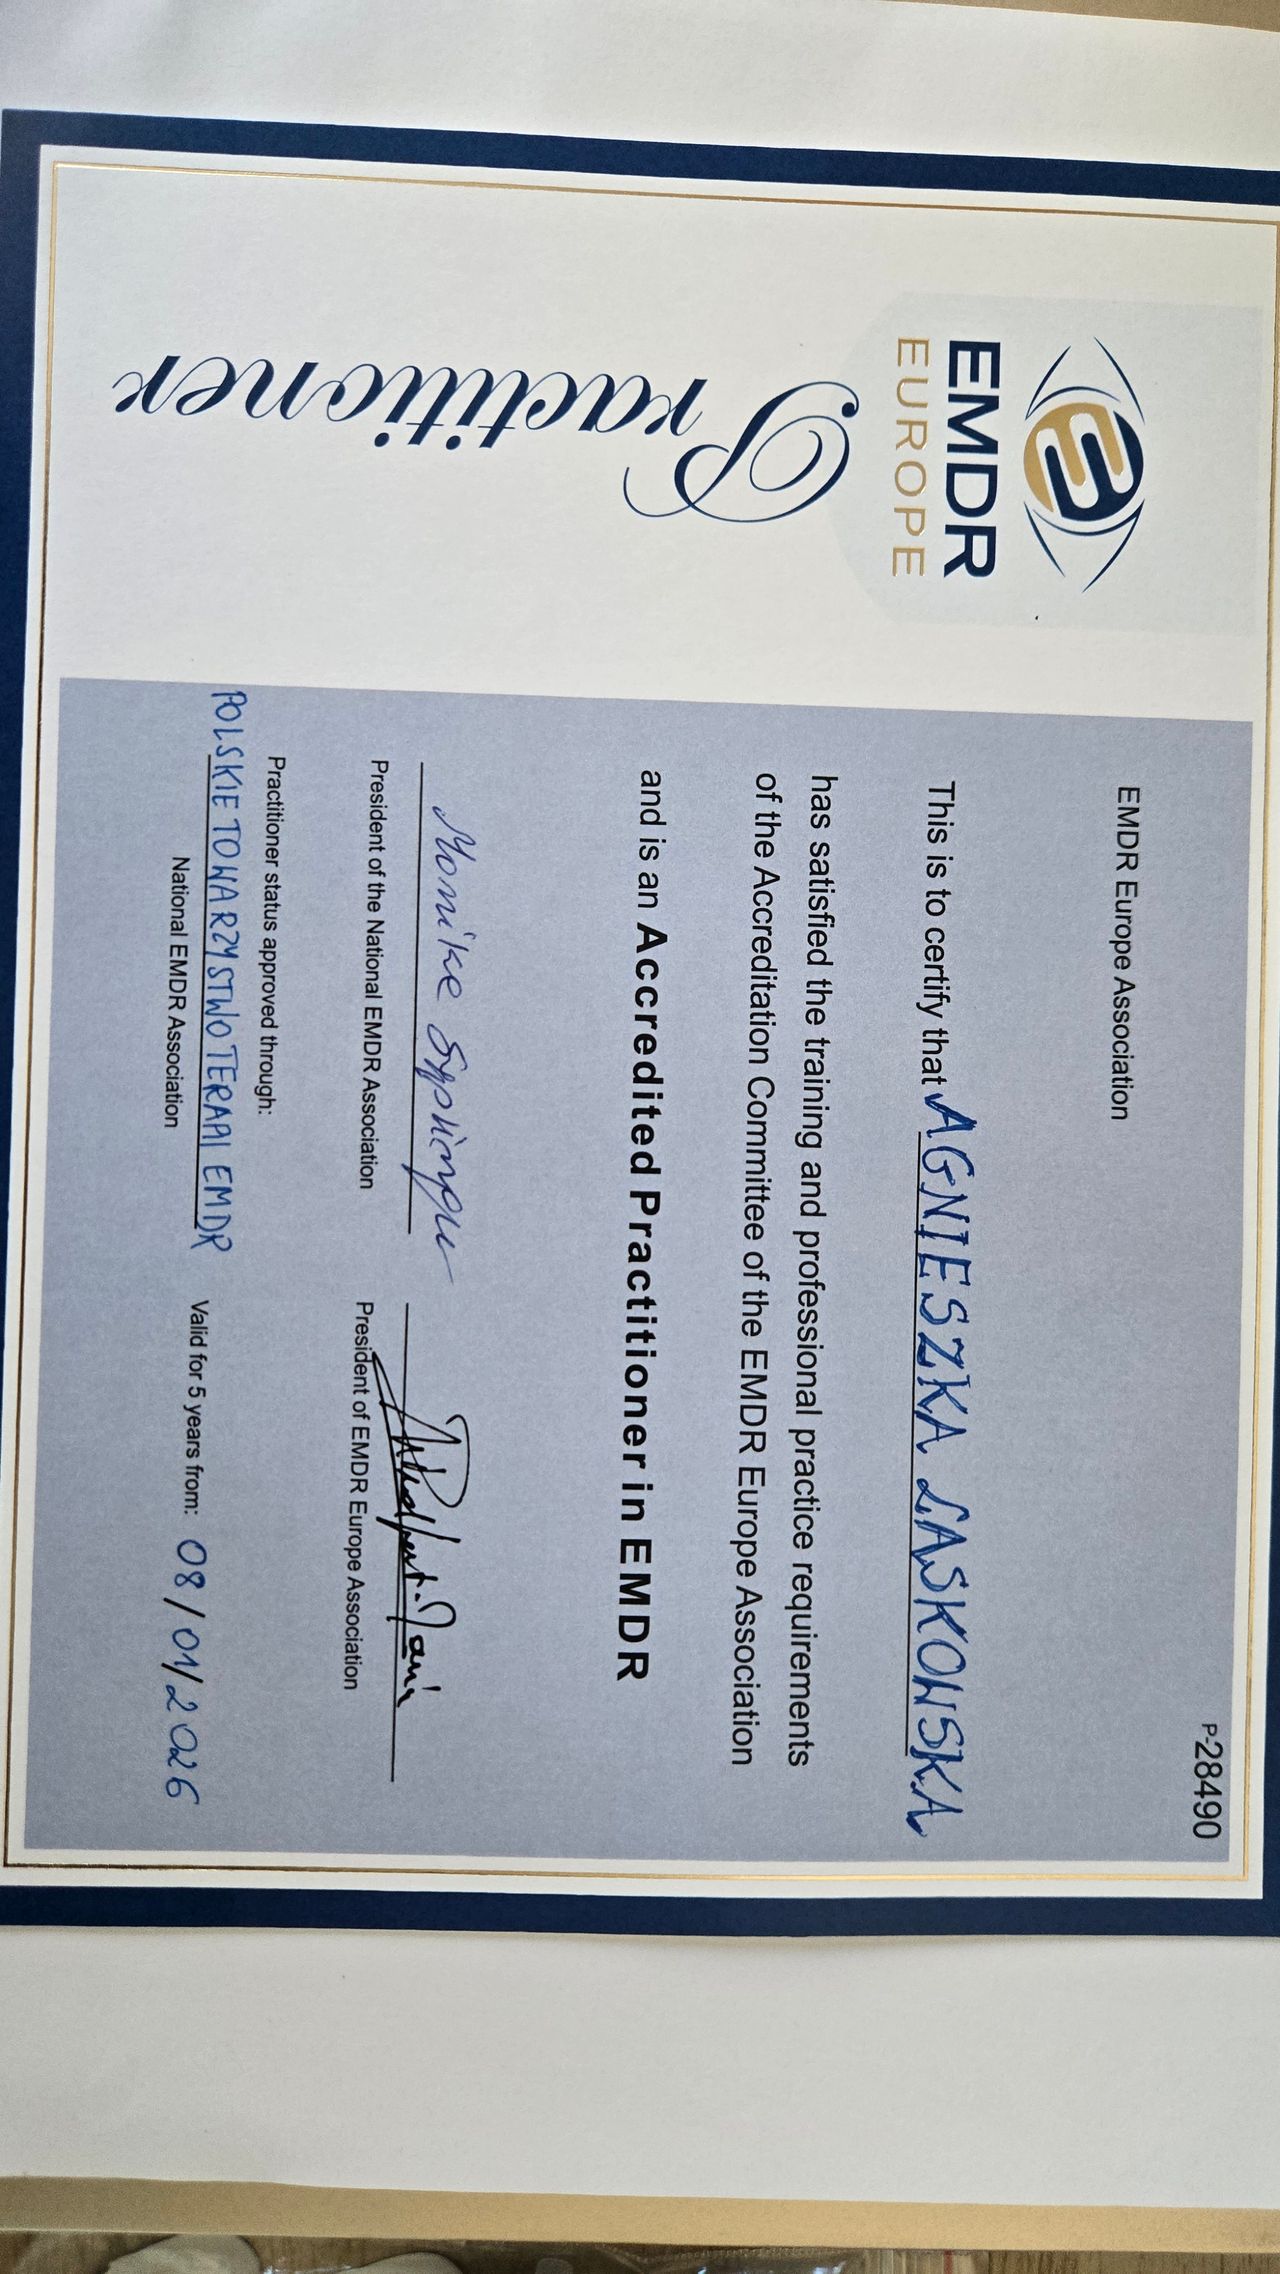 EMDR
EUROPE
Practitioner
P-28490
EMDR Europe Association
This is to certify that AGNIESZKA LASKOWSKA
has satisfied the training and professional practice requirements
of the Accreditation Committee of the EMDR Europe Association
and is an Accredited Practitioner in EMDR
President of the National EMDR Association
President of EMDR Europe Association
Practitioner status approved through:
POLSKIE TOWARZYSTWO TERAPII EMDR
National EMDR Association
Valid for 5 years from: 08/01/2026